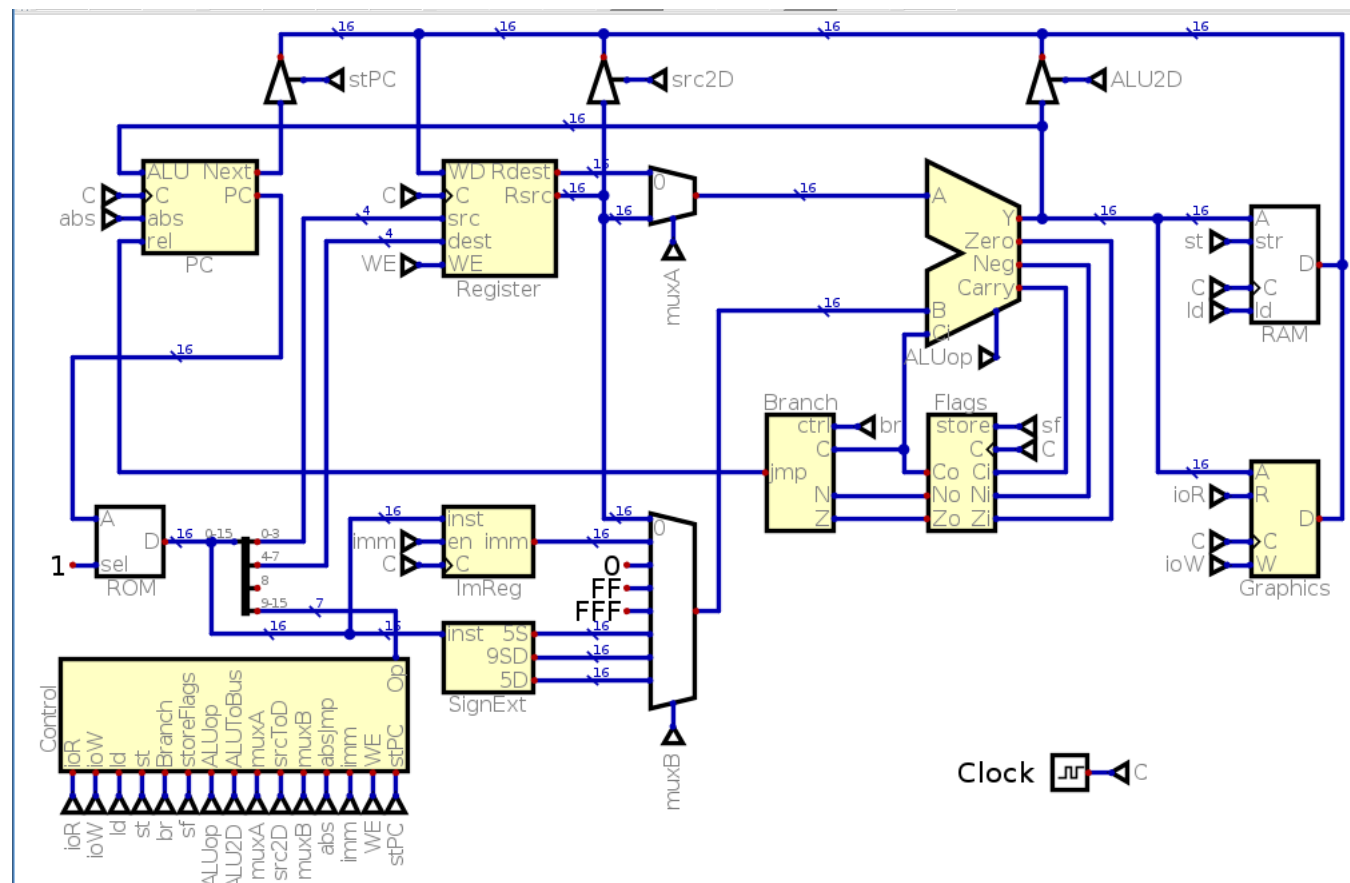 16 16 16 16
stPC src2D ALU2D
16
ALU Next
C C PC
abs abs
rel
PC
WD Rdest
C C Rsrc
src
dest
WE WE
Register
4
4
16
16
16
0
muxA
16
A
Y
Zero
Neg
Carry
B
Ci
ALUop
16
16 16
A
st str
D
C C
ld ld
RAM
16
Branch
ctrl br
C
jmp
N
Z
Flags
store sf
C C
Co Ci
No Ni
Zo Zi
16
A
ioR R
D
C C
ioW W
Graphics
A
D
1 sel
ROM
16
0-15 0-3
4-7
8
9-15
7
16 16
16
inst
imm en imm
C C
ImReg
16
16
0
0
FF
FFF
inst 5S
9SD
5D
SignExt
16
16
16
muxB
Control
Op
ioR ioW ld st Branch storeFlags ALUop ALUToBus muxA srcToD muxB absJmp imm WE stPC
ioR ioW ld st br sf ALUop ALU2D muxA src2D muxB abs imm WE stPC
Clock C